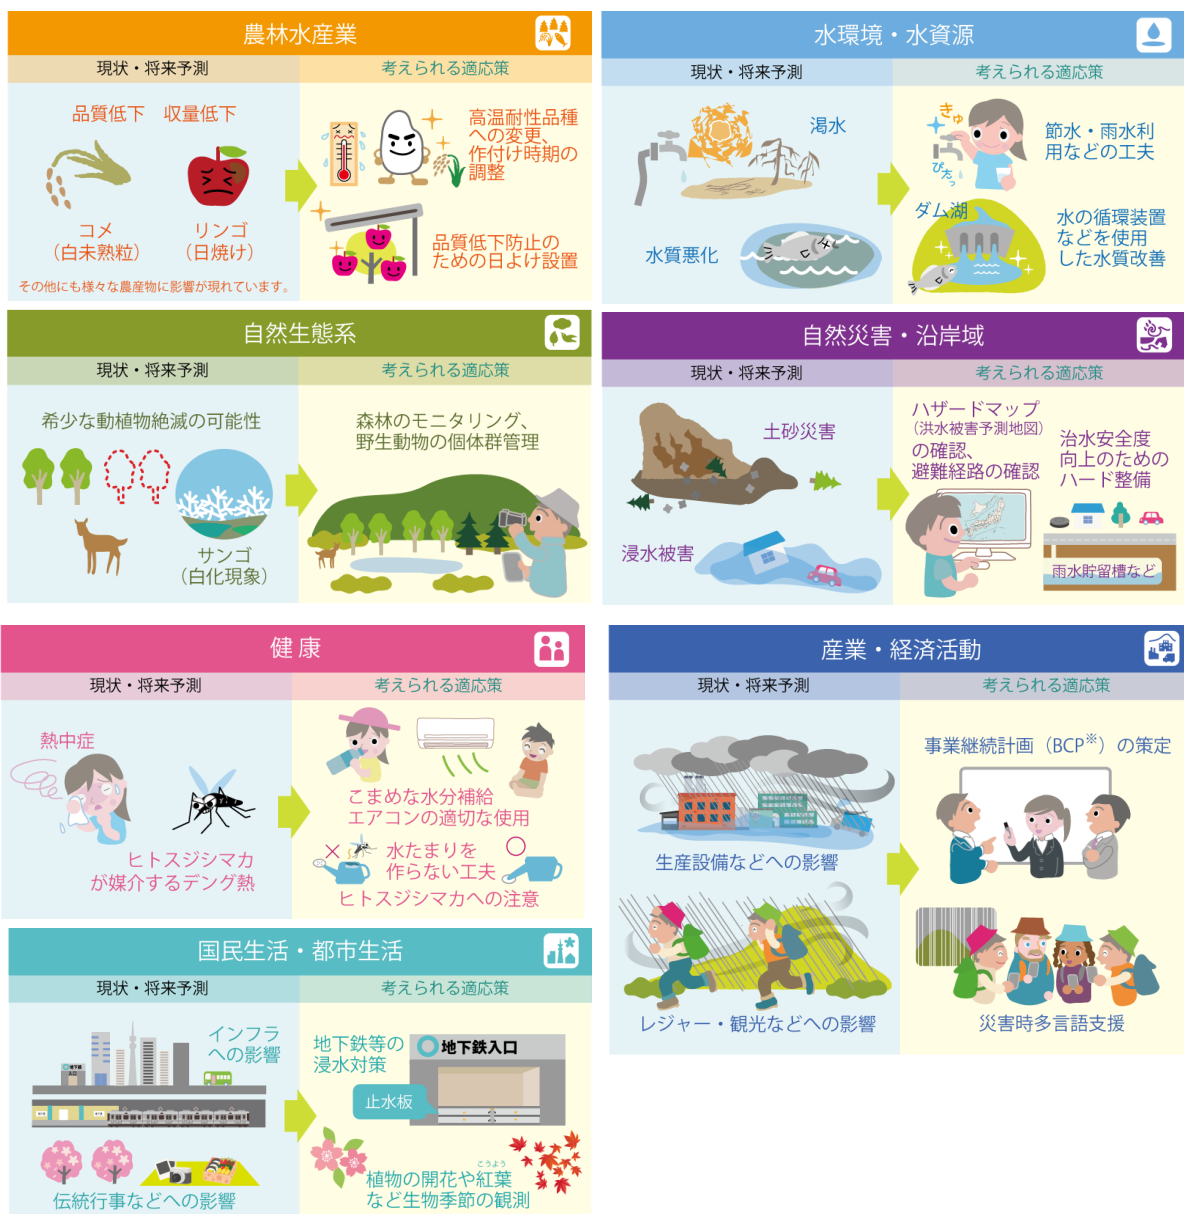 農林水産業
現状・将来予測
考えられる適応策
品質低下　収量低下
コメ
（白未熟粒）
リンゴ
（日焼け）
その他にも様々な農産物に影響が現れています。
高温耐性品種
への変更、
作付け時期の
調整
品質低下防止の
ための日よけ設置
水環境・水資源
現状・将来予測
考えられる適応策
渇水
水質悪化
きゅ
ぴたっ
節水・雨水利
用などの工夫
ダム湖
水の循環装置
などを使用
した水質改善
自然生態系
現状・将来予測
考えられる適応策
希少な動植物絶滅の可能性
サンゴ
（白化現象）
森林のモニタリング、
野生動物の個体群管理
自然災害・沿岸域
現状・将来予測
考えられる適応策
土砂災害
浸水被害
ハザードマップ
（洪水被害予測地図）
の確認、
避難経路の確認
治水安全度
向上のための
ハード整備
雨水貯留槽など
健康
現状・将来予測
考えられる適応策
熱中症
ヒトスジシマカ
が媒介するデング熱
こまめな水分補給
エアコンの適切な使用
水たまりを
作らない工夫
ヒトスジシマカへの注意
産業・経済活動
現状・将来予測
考えられる適応策
生産設備などへの影響
レジャー・観光などへの影響
事業継続計画（BCP※）の策定
災害時多言語支援
国民生活・都市生活
現状・将来予測
考えられる適応策
インフラ
への影響
地下鉄
入口
伝統行事などへの影響
地下鉄等の
浸水対策
地下鉄入口
止水板
こうよう
植物の開花や紅葉
など生物季節の観測